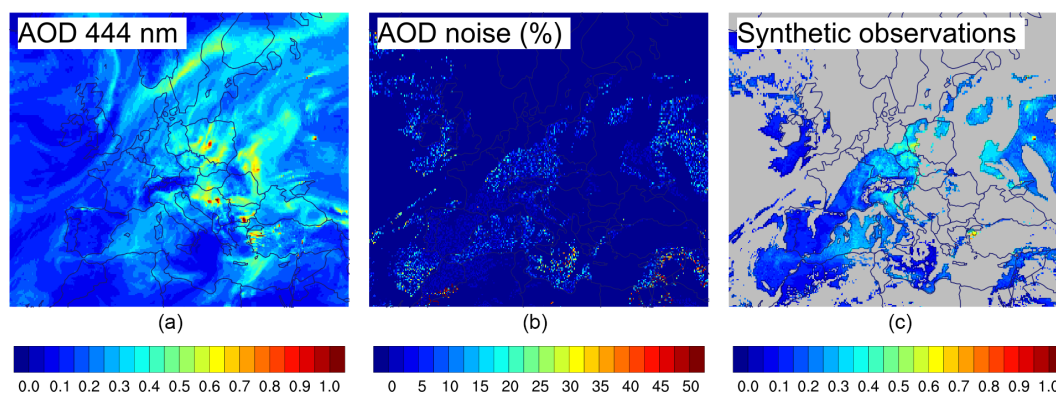 AOD 444 nm
AOD noise (%)
Synthetic observations
(a)
(b)
(c)
0.0 0.1 0.2 0.3 0.4 0.5 0.6 0.7 0.8 0.9 1.0
0 5 10 15 20 25 30 35 40 45 50
0.0 0.1 0.2 0.3 0.4 0.5 0.6 0.7 0.8 0.9 1.0